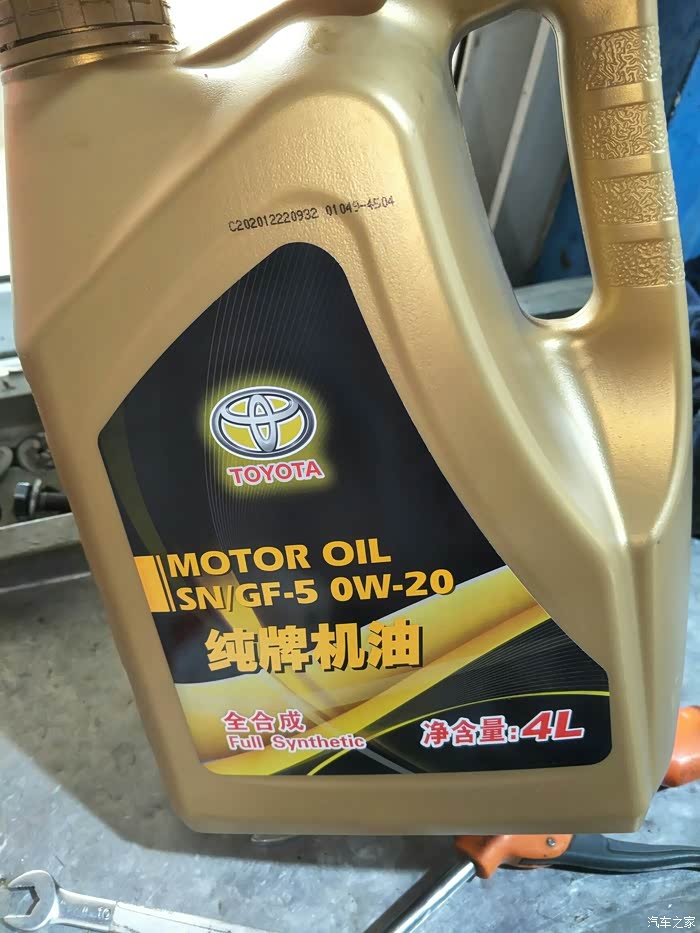 C202012220932 01049-4504
TOYOTA
MOTOR OIL
SN/GF-5 0W-20
纯牌机油
全合成
Full Synthetic
净含量:4L
10
汽车之家